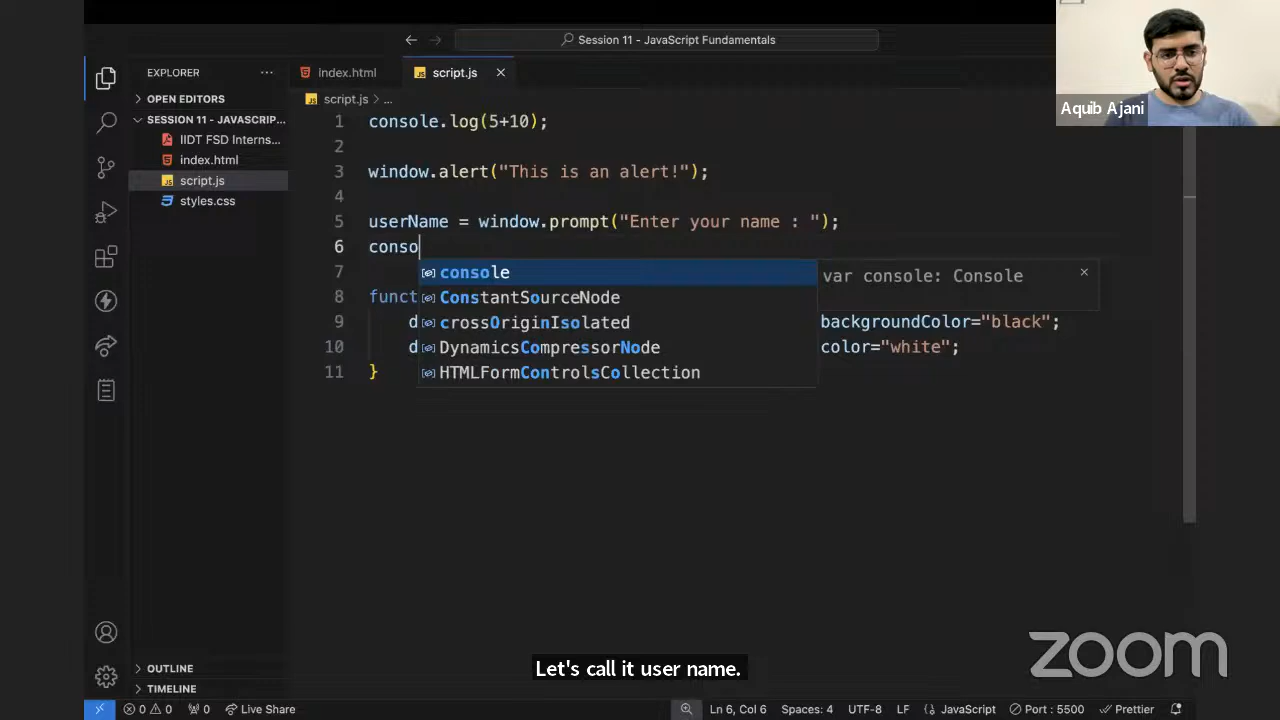 Session 11 - JavaScript Fundamentals
Aquib Ajani
EXPLORER
OPEN EDITORS
SESSION 11 - JAVASCRIP...
IIDT FSD Interns...
index.html
script.js
styles.css
OUTLINE
TIMELINE
Index.html
script.js
script.js > ...
1 console.log(5+10);
2
3 window.alert("This is an alert!");
4
5 userName = window.prompt("Enter your name : ");
6 conso
console
var console: Console
ConstantSourceNode
crossOriginIsolated
DynamicsCompressorNode
HTMLFormControlsCollection
7
8 funct
9 d backgroundColor="black";
10 d color="white";
11 }
Let's call it user name.
zoom
0 0 0 Live Share Ln 6, Col 6 Spaces: 4 UTF-8 LF {} JavaScript Port : 5500 Prettier